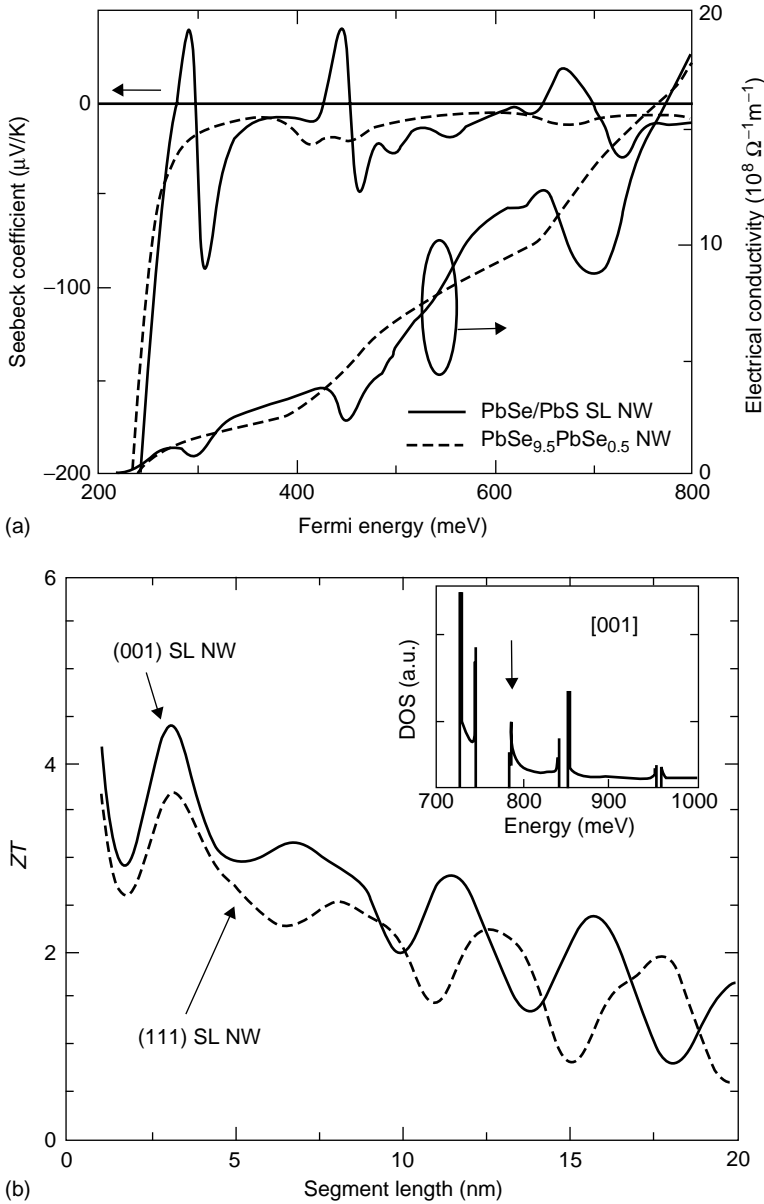 50
0
−100
−200
Seebeck coefficient (μV/K)
20
10
0
Electrical conductivity (10⁸ Ω⁻¹m⁻¹)
PbSe/PbS SL NW
PbSe₉.₅PbSe₀.₅ NW
200 400 600 800
Fermi energy (meV)
(a)
6
4
2
0
ZT
(001) SL NW
(111) SL NW
[001]
DOS (a.u.)
700 800 900 1000
Energy (meV)
0 5 10 15 20
Segment length (nm)
(b)